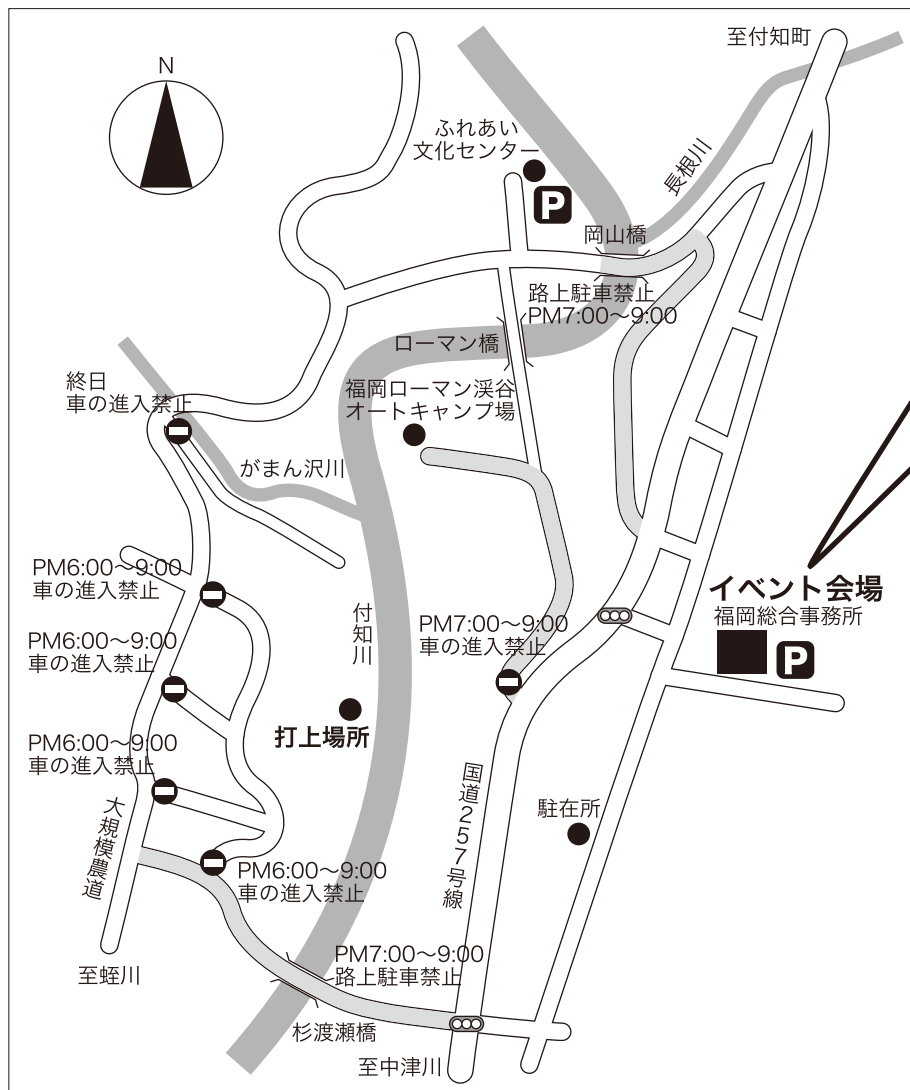 N
至付知町
ふれあい
文化センター
P
長根川
岡山橋
路上駐車禁止
PM7:00〜9:00
ローマン橋
終日
車の進入禁止
福岡ローマン渓谷
オートキャンプ場
がまん沢川
PM6:00〜9:00
車の進入禁止
イベント会場
福岡総合事務所
P
付知川
PM7:00〜9:00
車の進入禁止
PM6:00〜9:00
車の進入禁止
打上場所
PM6:00〜9:00
車の進入禁止
国道257号線
駐在所
大規模農道
PM6:00〜9:00
車の進入禁止
PM7:00〜9:00
路上駐車禁止
至蛭川
杉渡瀬橋
至中津川